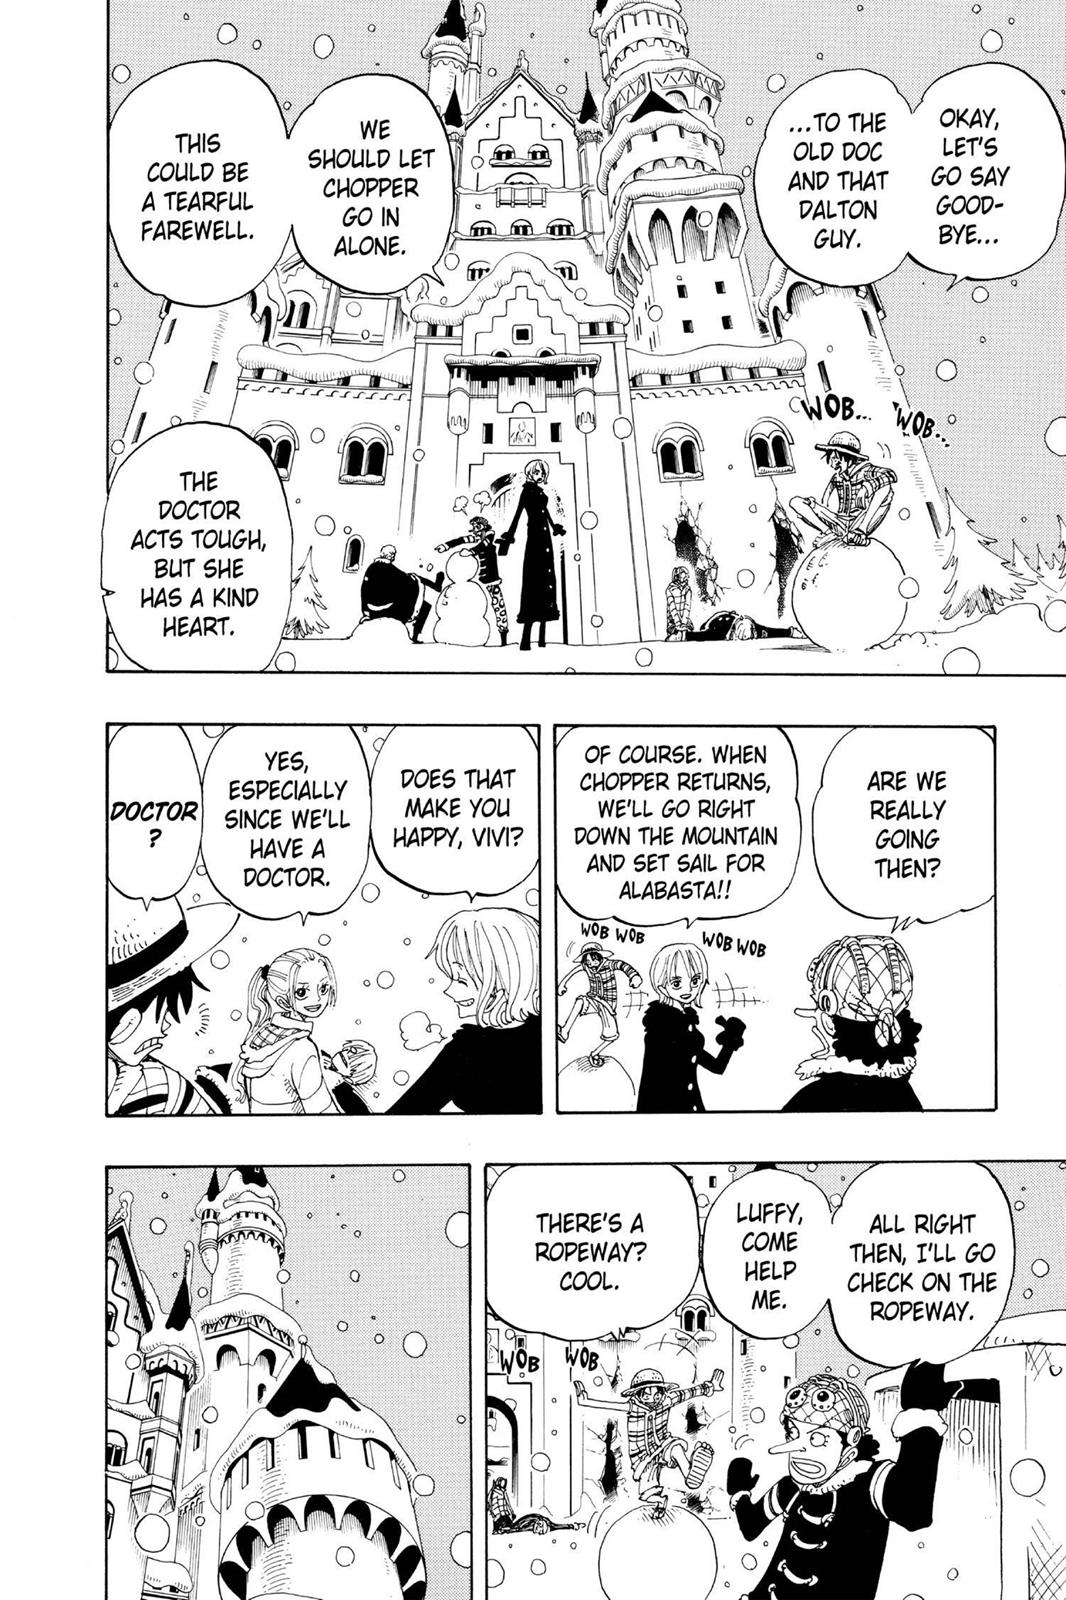 OKAY,
LET'S
GO SAY
GOOD-
BYE...
...TO THE
OLD DOC
AND THAT
DALTON
GUY.
WE
SHOULD LET
CHOPPER
GO IN
ALONE.
THIS
COULD BE
A TEARFUL
FAREWELL.
WOB...
WOB...
THE
DOCTOR
ACTS TOUGH,
BUT SHE
HAS A KIND
HEART.
ARE WE
REALLY
GOING
THEN?
OF COURSE. WHEN
CHOPPER RETURNS,
WE'LL GO RIGHT
DOWN THE MOUNTAIN
AND SET SAIL FOR
ALABASTA!!
WOB WOB
WOB WOB
DOES THAT
MAKE YOU
HAPPY, VIVI?
YES,
ESPECIALLY
SINCE WE'LL
HAVE A
DOCTOR.
DOCTOR
?
ALL RIGHT
THEN, I'LL GO
CHECK ON THE
ROPEWAY.
LUFFY,
COME
HELP
ME.
THERE'S A
ROPEWAY?
COOL.
WOB
WOB